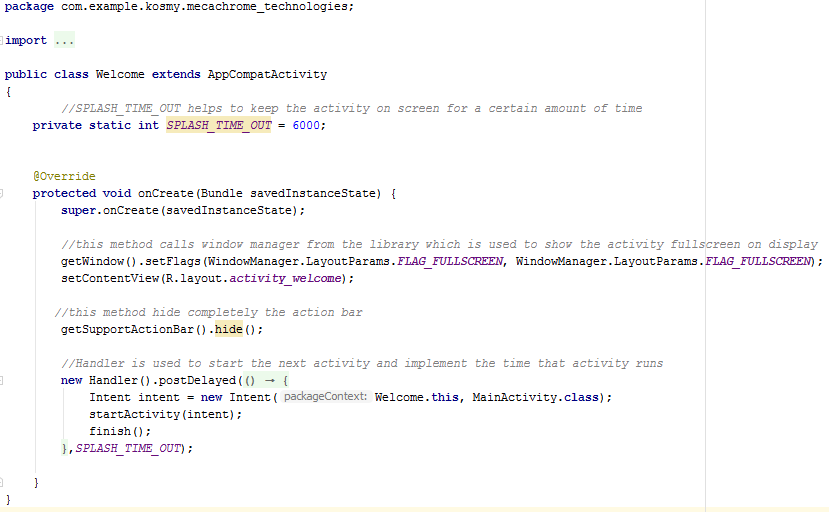 package com.example.kosmy.mecachrome_technologies;
import ...
public class Welcome extends AppCompatActivity
{
//SPLASH_TIME_OUT helps to keep the activity on screen for a certain amount of time
private static int SPLASH_TIME_OUT = 6000;
@Override
protected void onCreate(Bundle savedInstanceState) {
super.onCreate(savedInstanceState);
//this method calls window manager from the library which is used to show the activity fullscreen on display
getWindow().setFlags(WindowManager.LayoutParams.FLAG_FULLSCREEN, WindowManager.LayoutParams.FLAG_FULLSCREEN);
setContentView(R.layout.activity_welcome);
//this method hide completely the action bar
getSupportActionBar().hide();
//Handler is used to start the next activity and implement the time that activity runs
new Handler().postDelayed(() → {
Intent intent = new Intent( packageContext: Welcome.this, MainActivity.class);
startActivity(intent);
finish();
},SPLASH_TIME_OUT);
}
}